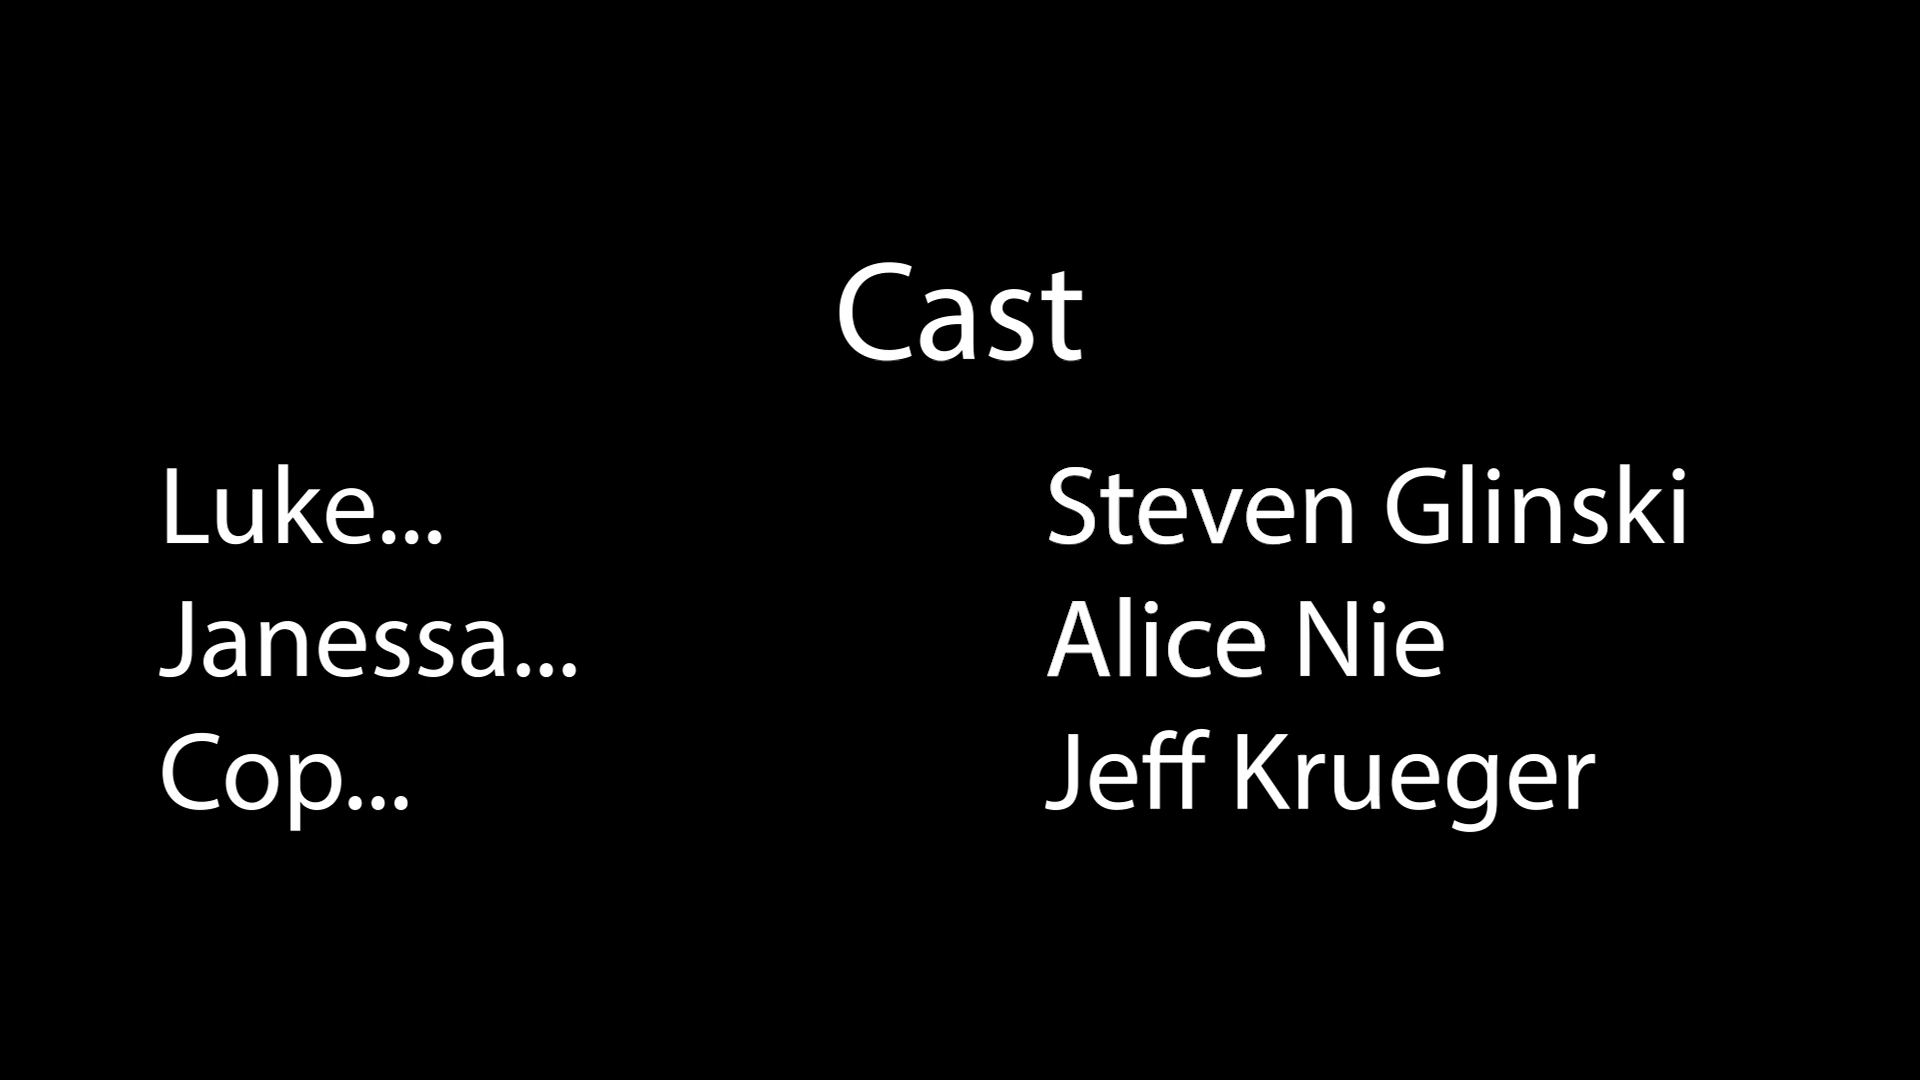 Cast
Luke... Steven Glinski
Janessa... Alice Nie
Cop... Jeff Krueger